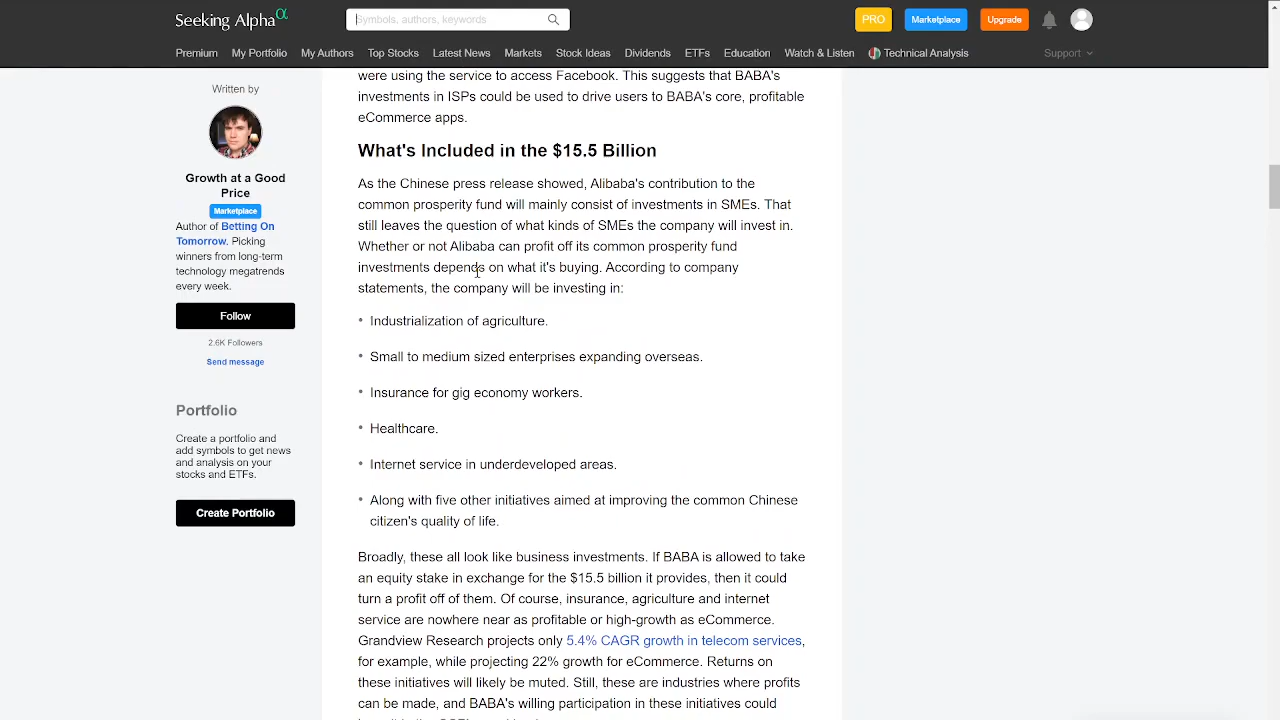 Seeking Alpha α
Symbols, authors, keywords
PRO
Marketplace
Upgrade
Premium My Portfolio My Authors Top Stocks Latest News Markets Stock Ideas Dividends ETFs Education Watch & Listen Technical Analysis Support
Written by
Growth at a Good
Price
Marketplace
Author of Betting On
Tomorrow. Picking
winners from long-term
technology megatrends
every week.
Follow
2.6K Followers
Send message
Portfolio
Create a portfolio and
add symbols to get news
and analysis on your
stocks and ETFs.
Create Portfolio
were using the service to access Facebook. This suggests that BABA's
investments in ISPs could be used to drive users to BABA's core, profitable
eCommerce apps.
What's Included in the $15.5 Billion
As the Chinese press release showed, Alibaba's contribution to the
common prosperity fund will mainly consist of investments in SMEs. That
still leaves the question of what kinds of SMEs the company will invest in.
Whether or not Alibaba can profit off its common prosperity fund
investments depends on what it's buying. According to company
statements, the company will be investing in:
• Industrialization of agriculture.
• Small to medium sized enterprises expanding overseas.
• Insurance for gig economy workers.
• Healthcare.
• Internet service in underdeveloped areas.
• Along with five other initiatives aimed at improving the common Chinese
citizen's quality of life.
Broadly, these all look like business investments. If BABA is allowed to take
an equity stake in exchange for the $15.5 billion it provides, then it could
turn a profit off of them. Of course, insurance, agriculture and internet
service are nowhere near as profitable or high-growth as eCommerce.
Grandview Research projects only 5.4% CAGR growth in telecom services,
for example, while projecting 22% growth for eCommerce. Returns on
these initiatives will likely be muted. Still, these are industries where profits
can be made, and BABA's willing participation in these initiatives could